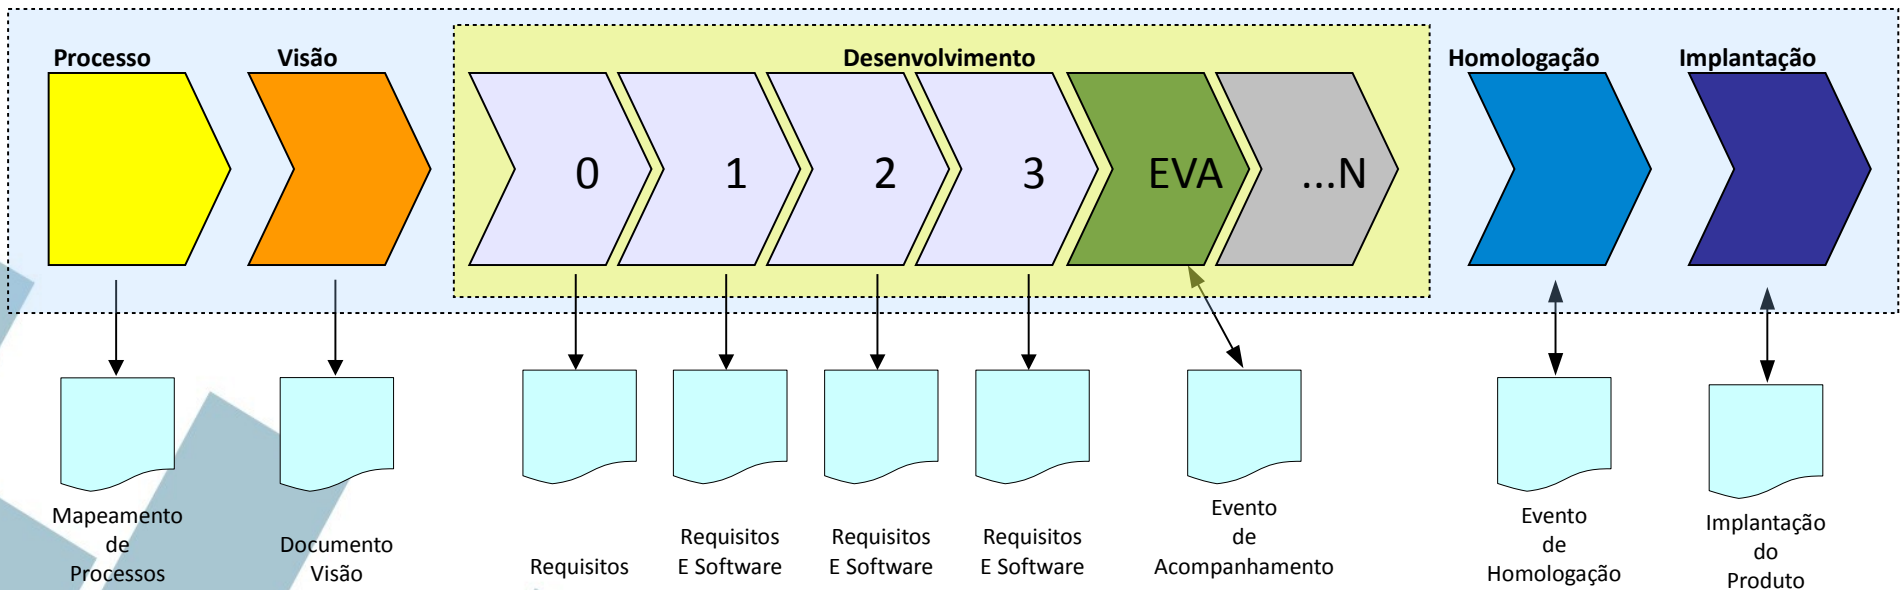 Processo
Visão
Desenvolvimento
Homologação
Implantação
0
1
2
3
EVA
...N
Mapeamento
de
Processos
Documento
Visão
Requisitos
Requisitos
E Software
Requisitos
E Software
Requisitos
E Software
Evento
de
Acompanhamento
Evento
de
Homologação
Implantação
do
Produto